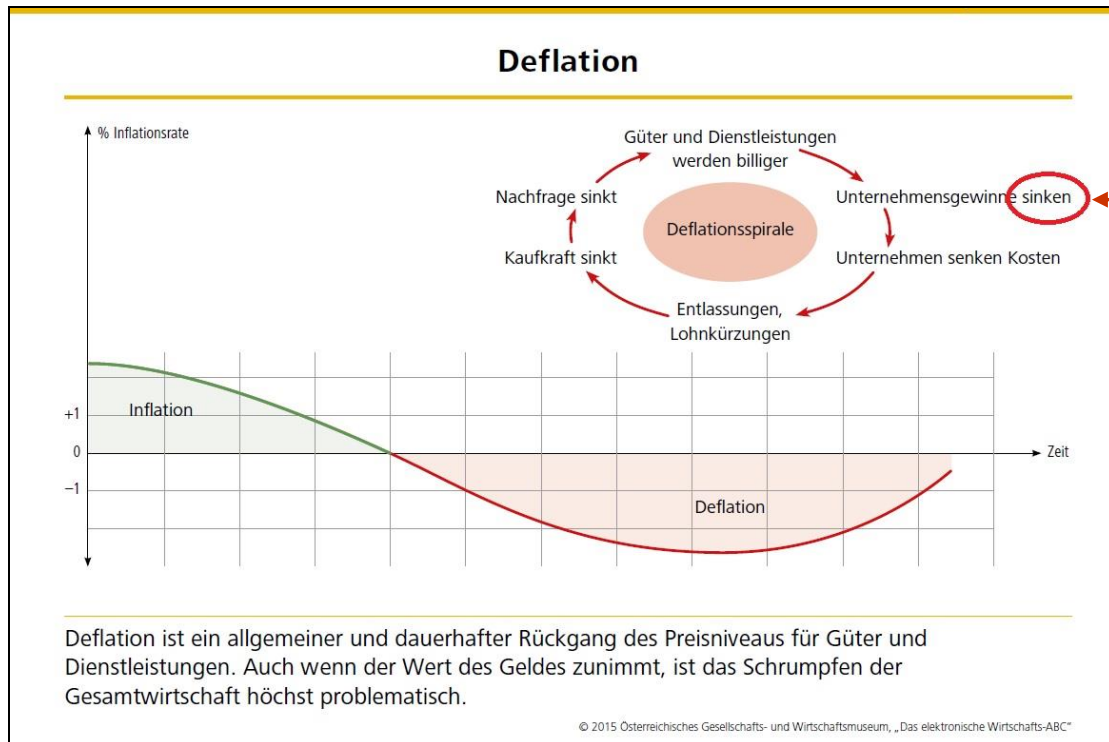 Deflation
% Inflationsrate
Güter und Dienstleistungen
werden billiger
Nachfrage sinkt
Unternehmensgewinne sinken
Deflationsspirale
Kaufkraft sinkt
Unternehmen senken Kosten
Entlassungen,
Lohnkürzungen
Inflation
+1
0
Zeit
−1
Deflation
Deflation ist ein allgemeiner und dauerhafter Rückgang des Preisniveaus für Güter und
Dienstleistungen. Auch wenn der Wert des Geldes zunimmt, ist das Schrumpfen der
Gesamtwirtschaft höchst problematisch.
© 2015 Österreichisches Gesellschafts- und Wirtschaftsmuseum, „Das elektronische Wirtschafts-ABC"